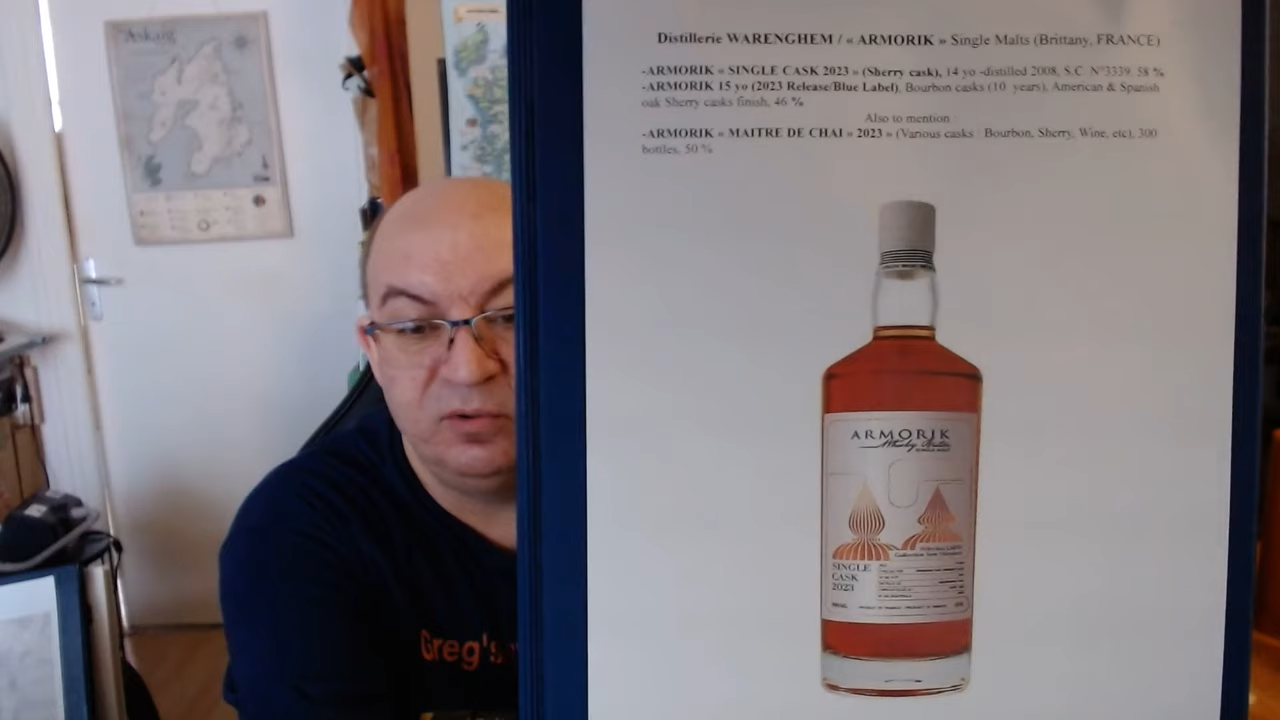 Askaig
Distillerie WARENGHEM / « ARMORIK » Single Malts (Brittany, FRANCE)
-ARMORIK « SINGLE CASK 2023 » (Sherry cask), 14 yo -distilled 2008, S.C. N°3339. 58 %
-ARMORIK 15 yo (2023 Release/Blue Label), Bourbon casks (10 years), American & Spanish
oak Sherry casks finish, 46 %
Also to mention :
-ARMORIK « MAITRE DE CHAI » 2023 » (Various casks : Bourbon, Sherry, Wine, etc), 300
bottles, 50 %
ARMORIK
SINGLE MALT
SINGLE
CASK
2023
Greg's